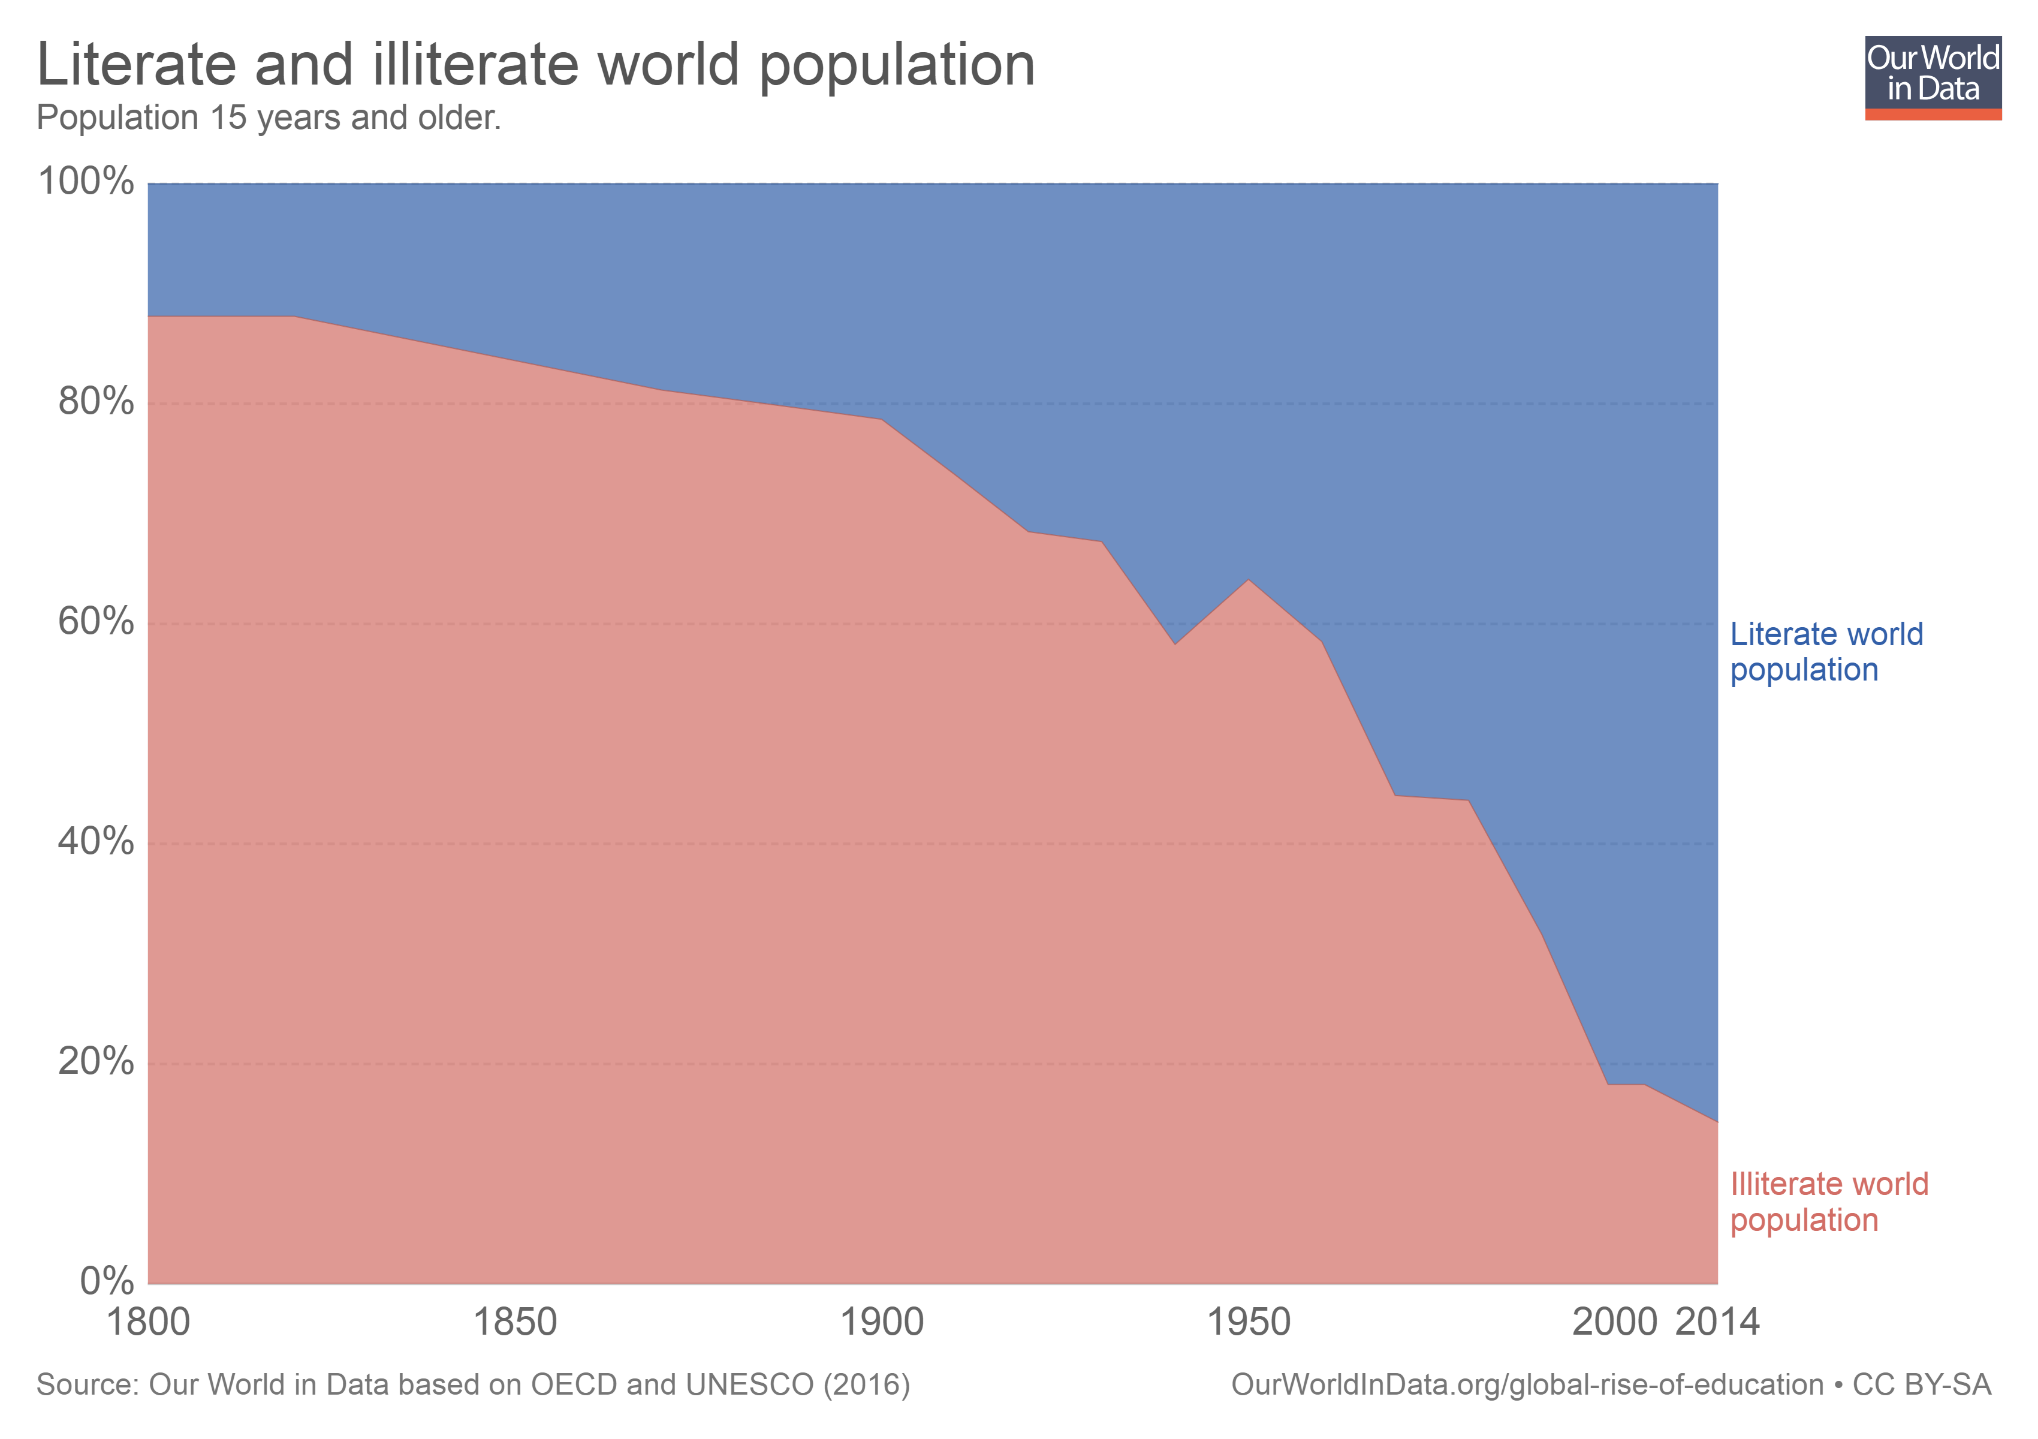 Literate and illiterate world population
Population 15 years and older.
Our World
in Data
100%
80%
60%
40%
20%
0%
Literate world
population
Illiterate world
population
1800 1850 1900 1950 2000 2014
Source: Our World in Data based on OECD and UNESCO (2016)
OurWorldInData.org/global-rise-of-education • CC BY-SA